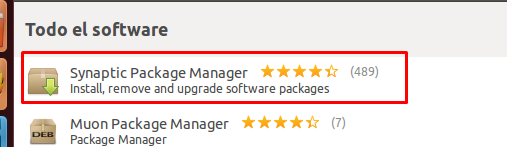 Todo el software
Synaptic Package Manager (489)
Install, remove and upgrade software packages
Muon Package Manager (7)
DEB
Package Manager